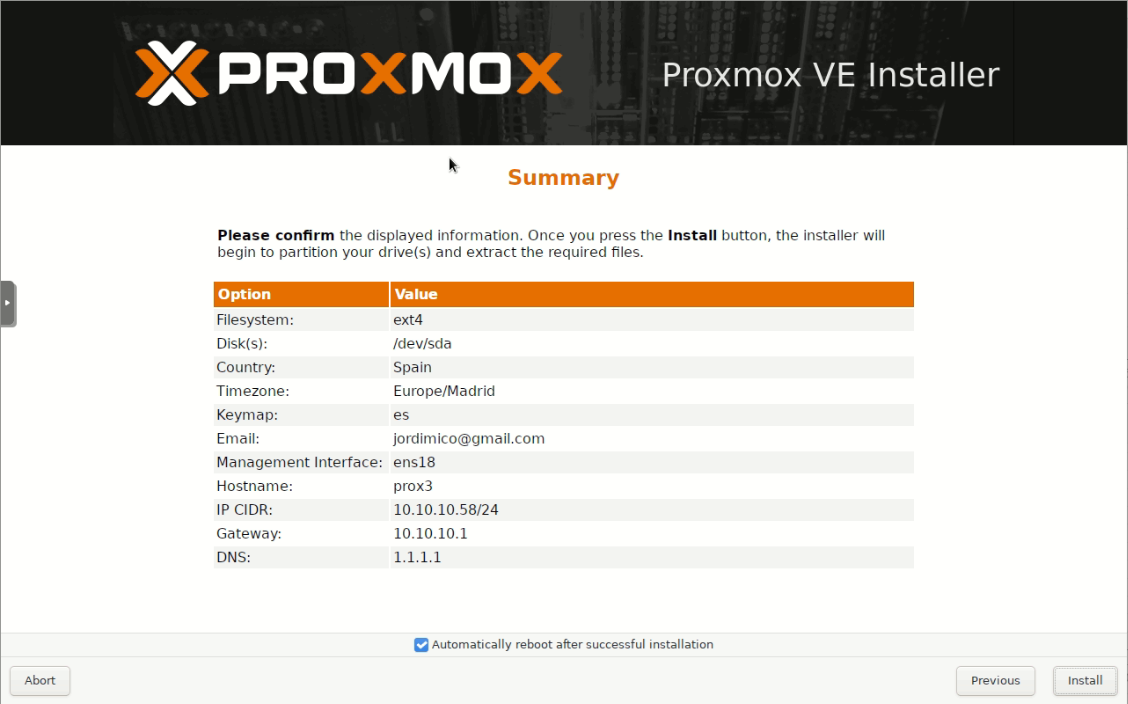 PROXMOX
Proxmox VE Installer
Summary
Please confirm the displayed information. Once you press the Install button, the installer will
begin to partition your drive(s) and extract the required files.
Option Value
Filesystem: ext4
Disk(s): /dev/sda
Country: Spain
Timezone: Europe/Madrid
Keymap: es
Email: jordimico@gmail.com
Management Interface: ens18
Hostname: prox3
IP CIDR: 10.10.10.58/24
Gateway: 10.10.10.1
DNS: 1.1.1.1
Automatically reboot after successful installation
Abort Previous Install